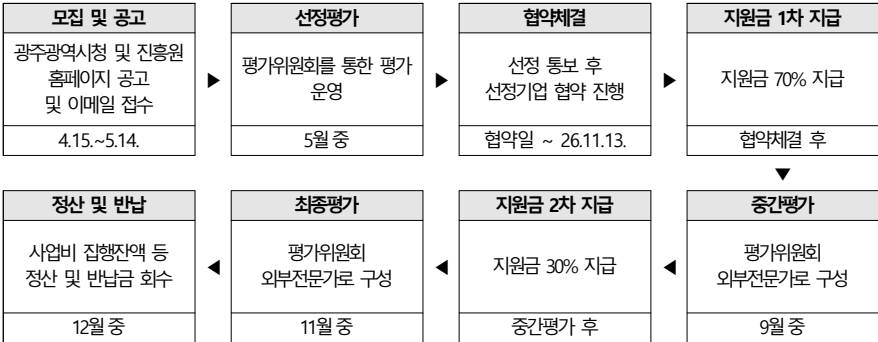 모집 및 공고
광주광역시청 및 진흥원
홈페이지 공고
및 이메일 접수
4.15.~5.14.
▶
선정평가
평가위원회를 통한 평가
운영
5월 중
▶
협약체결
선정 통보 후
선정기업 협약 진행
협약일 ~ 26.11.13.
▶
지원금 1차 지급
지원금 70% 지급
협약체결 후
▼
중간평가
평가위원회
외부전문가로 구성
9월 중
◀
지원금 2차 지급
지원금 30% 지급
중간평가 후
◀
최종평가
평가위원회
외부전문가로 구성
11월 중
◀
정산 및 반납
사업비 집행잔액 등
정산 및 반납금 회수
12월 중